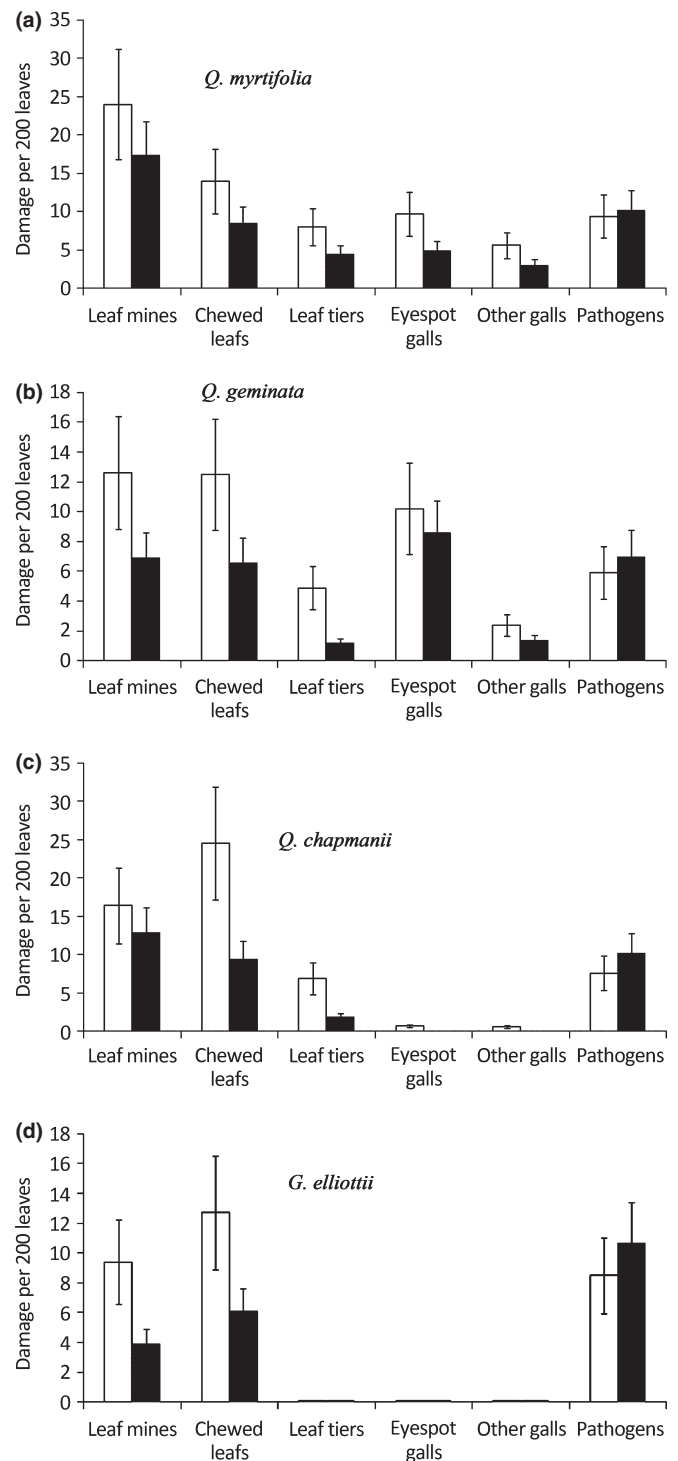 (a)
Q. myrtifolia
Damage per 200 leaves
35
30
25
20
15
10
5
0
Leaf mines Chewed leafs Leaf tiers Eyespot galls Other galls Pathogens
(b)
Q. geminata
Damage per 200 leaves
18
16
14
12
10
8
6
4
2
0
Leaf mines Chewed leafs Leaf tiers Eyespot galls Other galls Pathogens
(c)
Q. chapmanii
Damage per 200 leaves
35
30
25
20
15
10
5
0
Leaf mines Chewed leafs Leaf tiers Eyespot galls Other galls Pathogens
(d)
G. elliottii
Damage per 200 leaves
18
16
14
12
10
8
6
4
2
0
Leaf mines Chewed leafs Leaf tiers Eyespot galls Other galls Pathogens